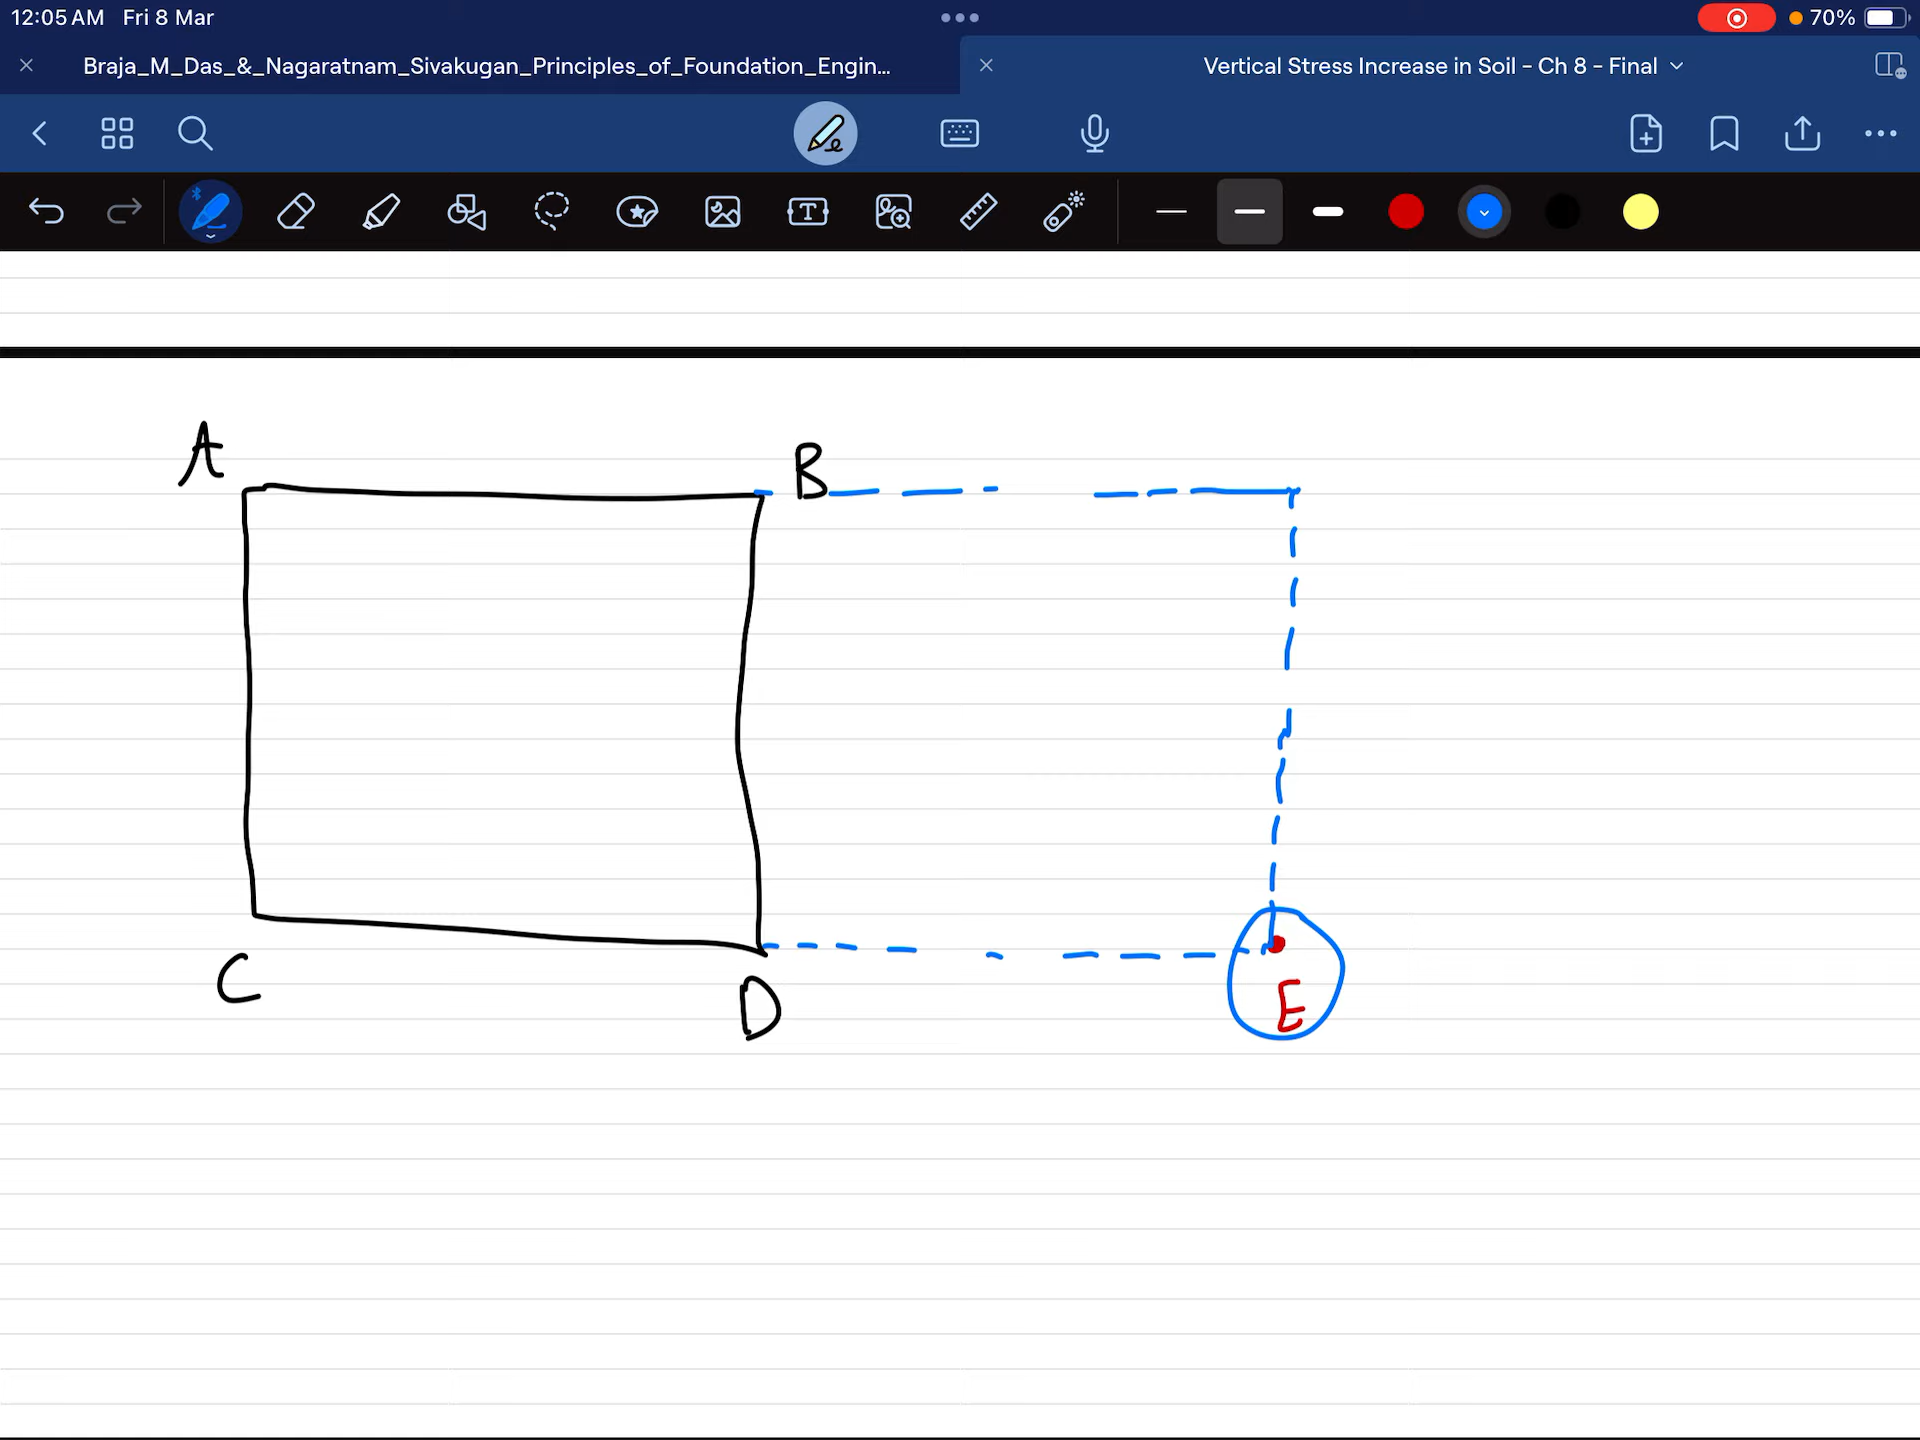 12:05 AM Fri 8 Mar 70%
Braja_M_Das_&_Nagaratnam_Sivakugan_Principles_of_Foundation_Engin... Vertical Stress Increase in Soil - Ch 8 - Final
A B
C D E